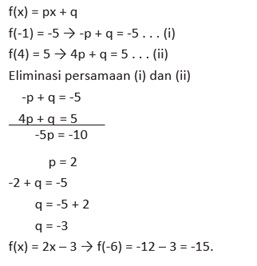 f(x) = px + q
f(-1) = -5 → -p + q = -5 . . . (i)
f(4) = 5 → 4p + q = 5 . . . (ii)
Eliminasi persamaan (i) dan (ii)
-p + q = -5
4p + q = 5
-5p = -10
p = 2
-2 + q = -5
q = -5 + 2
q = -3
f(x) = 2x – 3 → f(-6) = -12 – 3 = -15.